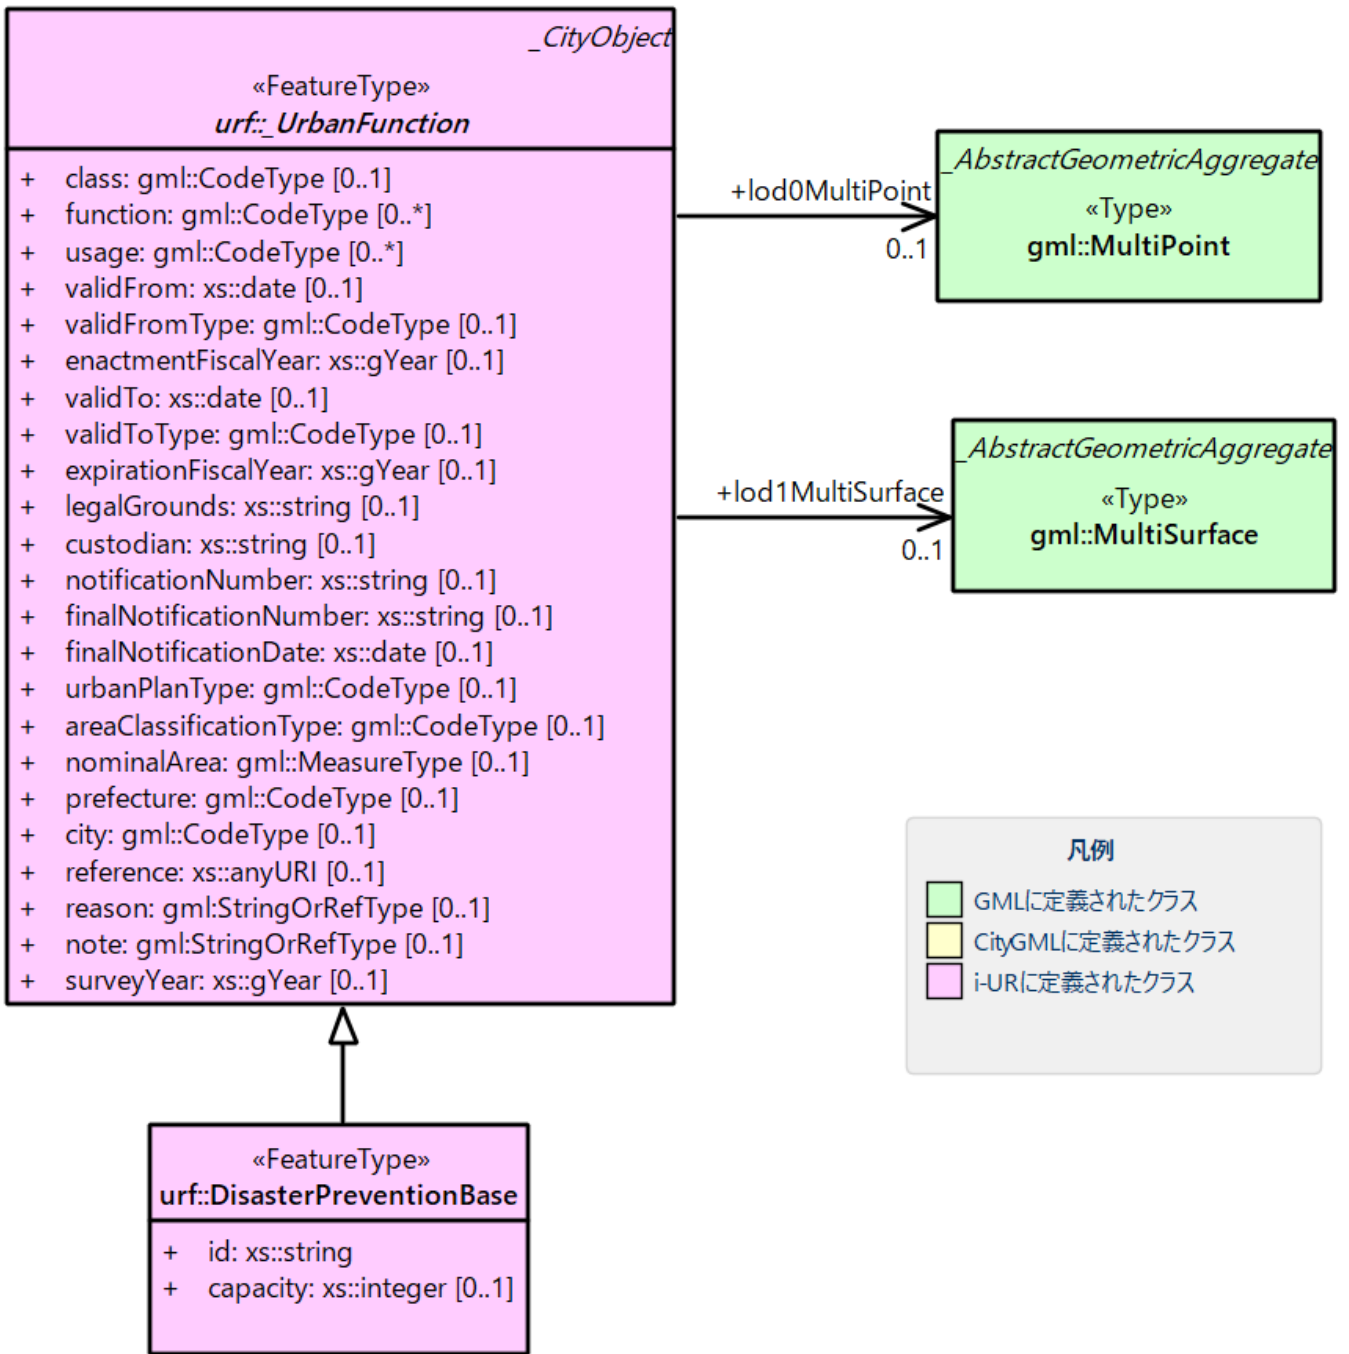 _CityObject
«FeatureType»
urf::_UrbanFunction
+ class: gml::CodeType [0..1]
+ function: gml::CodeType [0..*]
+ usage: gml::CodeType [0..*]
+ validFrom: xs::date [0..1]
+ validFromType: gml::CodeType [0..1]
+ enactmentFiscalYear: xs::gYear [0..1]
+ validTo: xs::date [0..1]
+ validToType: gml::CodeType [0..1]
+ expirationFiscalYear: xs::gYear [0..1]
+ legalGrounds: xs::string [0..1]
+ custodian: xs::string [0..1]
+ notificationNumber: xs::string [0..1]
+ finalNotificationNumber: xs::string [0..1]
+ finalNotificationDate: xs::date [0..1]
+ urbanPlanType: gml::CodeType [0..1]
+ areaClassificationType: gml::CodeType [0..1]
+ nominalArea: gml::MeasureType [0..1]
+ prefecture: gml::CodeType [0..1]
+ city: gml::CodeType [0..1]
+ reference: xs::anyURI [0..1]
+ reason: gml:StringOrRefType [0..1]
+ note: gml:StringOrRefType [0..1]
+ surveyYear: xs::gYear [0..1]
+lod0MultiPoint
0..1
_AbstractGeometricAggregate
«Type»
gml::MultiPoint
+lod1MultiSurface
0..1
_AbstractGeometricAggregate
«Type»
gml::MultiSurface
凡例
GMLに定義されたクラス
CityGMLに定義されたクラス
i-URに定義されたクラス
«FeatureType»
urf::DisasterPreventionBase
+ id: xs::string
+ capacity: xs::integer [0..1]